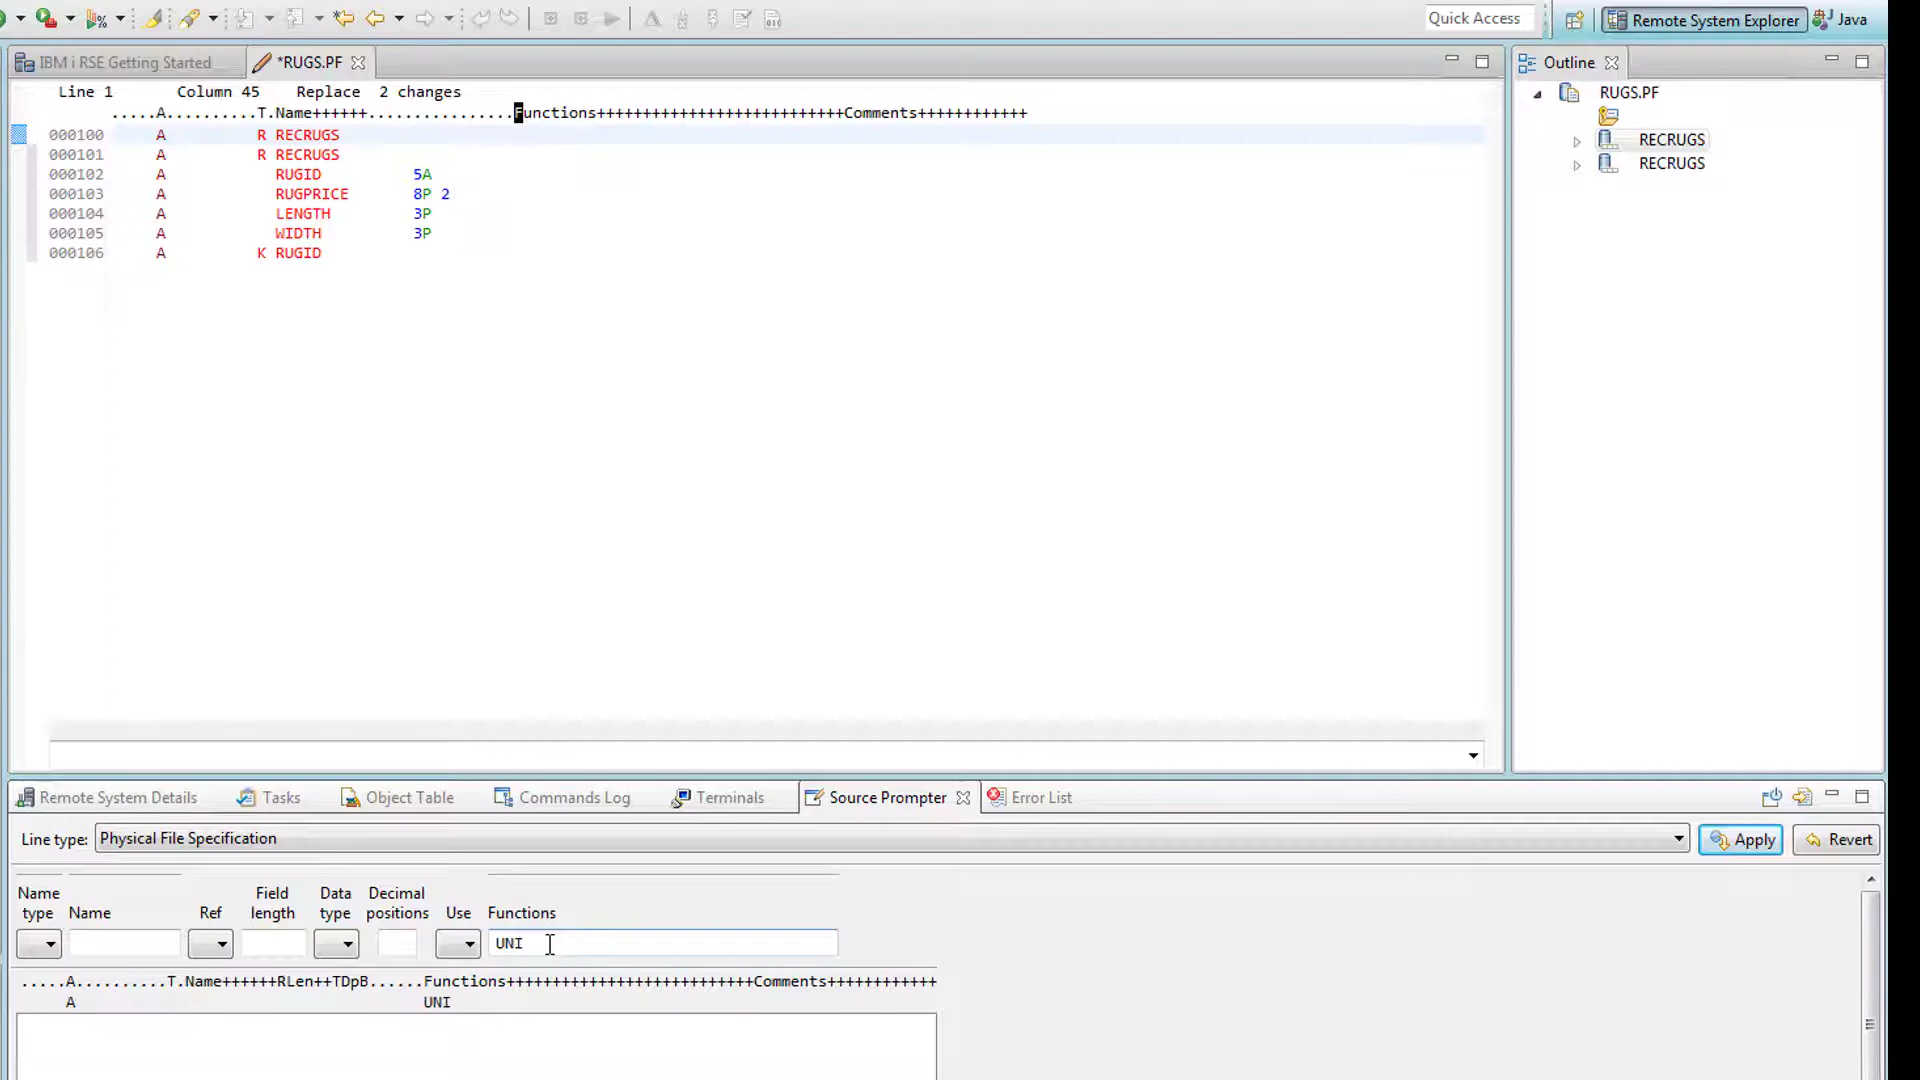 Quick Access
Remote System Explorer
Java
IBM i RSE Getting Started
*RUGS.PF
Outline
Line 1 Column 45 Replace 2 changes
.....A..........T.Name++++++................Functions+++++++++++++++++++++++++++Comments++++++++++++
000100 A R RECRUGS
000101 A R RECRUGS
000102 A RUGID 5A
000103 A RUGPRICE 8P 2
000104 A LENGTH 3P
000105 A WIDTH 3P
000106 A K RUGID
RUGS.PF
RECRUGS
RECRUGS
Remote System Details
Tasks
Object Table
Commands Log
Terminals
Source Prompter
Error List
Line type: Physical File Specification
Apply
Revert
Name type
Name
Ref
Field length
Data type
Decimal positions
Use
Functions
UNI
.....A..........T.Name++++++RLen++TDpB......Functions+++++++++++++++++++++++++++Comments++++++++++++
A UNI